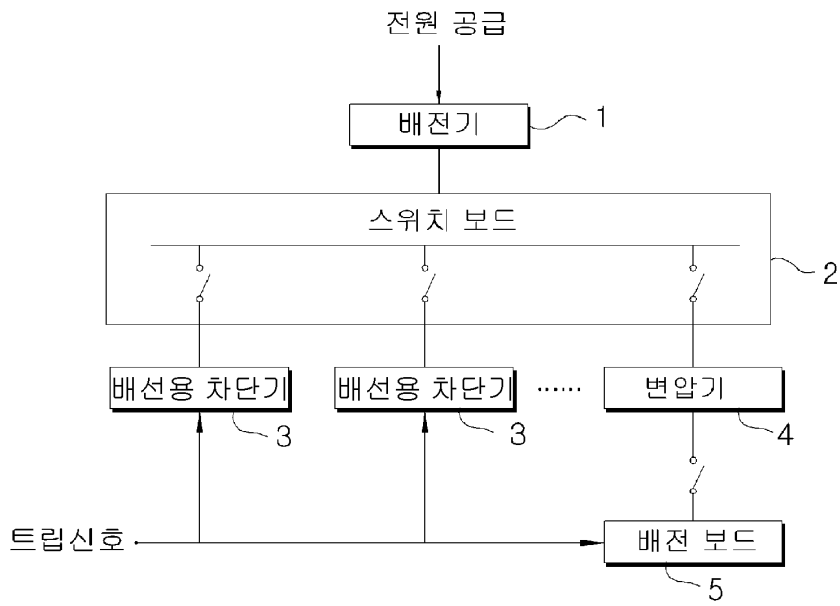 전원 공급
배전기
1
스위치 보드
2
배선용 차단기
배선용 차단기
······
변압기
3
3
4
트립신호
배전 보드
5